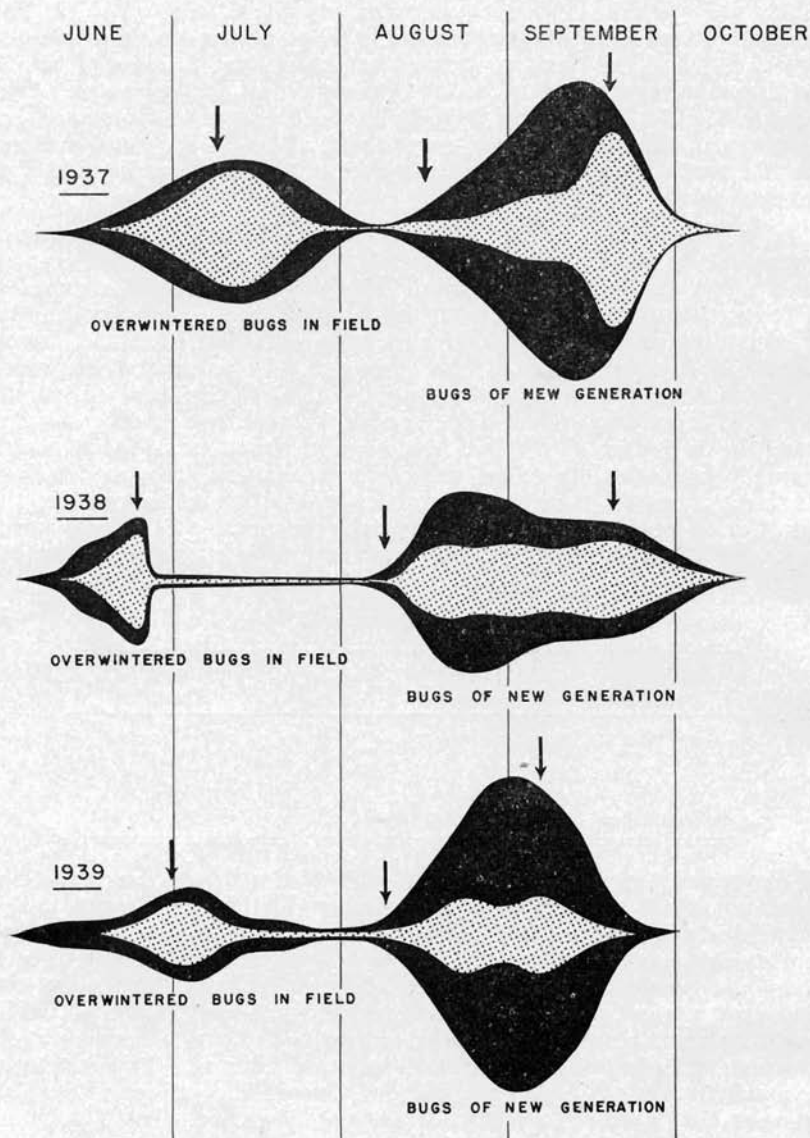 JUNE JULY AUGUST SEPTEMBER OCTOBER
1937
OVERWINTERED BUGS IN FIELD
BUGS OF NEW GENERATION
1938
OVERWINTERED BUGS IN FIELD
BUGS OF NEW GENERATION
1939
OVERWINTERED BUGS IN FIELD
BUGS OF NEW GENERATION